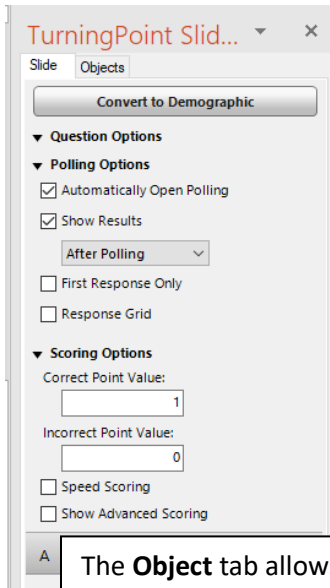 TurningPoint Slid...
Slide Objects
Convert to Demographic
Question Options
Polling Options
Automatically Open Polling
Show Results
After Polling
First Response Only
Response Grid
Scoring Options
Correct Point Value:
1
Incorrect Point Value:
0
Speed Scoring
Show Advanced Scoring
A
The Object tab allow